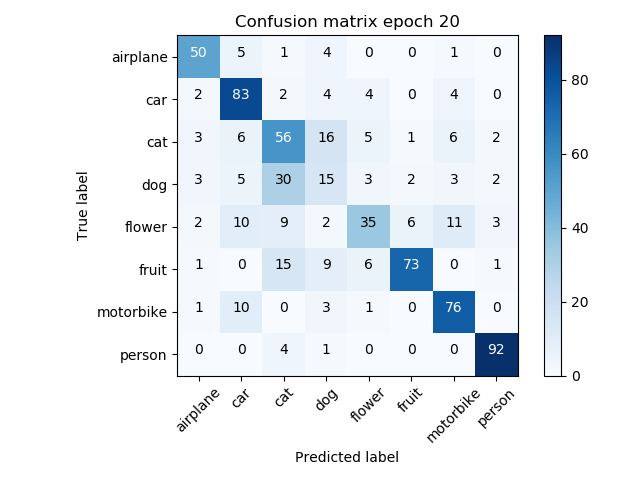 Confusion matrix epoch 20
airplane 50 5 1 4 0 0 1 0
car 2 83 2 4 4 0 4 0
cat 3 6 56 16 5 1 6 2
dog 3 5 30 15 3 2 3 2
flower 2 10 9 2 35 6 11 3
fruit 1 0 15 9 6 73 0 1
motorbike 1 10 0 3 1 0 76 0
person 0 0 4 1 0 0 0 92
airplane car cat dog flower fruit motorbike person
Predicted label
True label
80
60
40
20
0